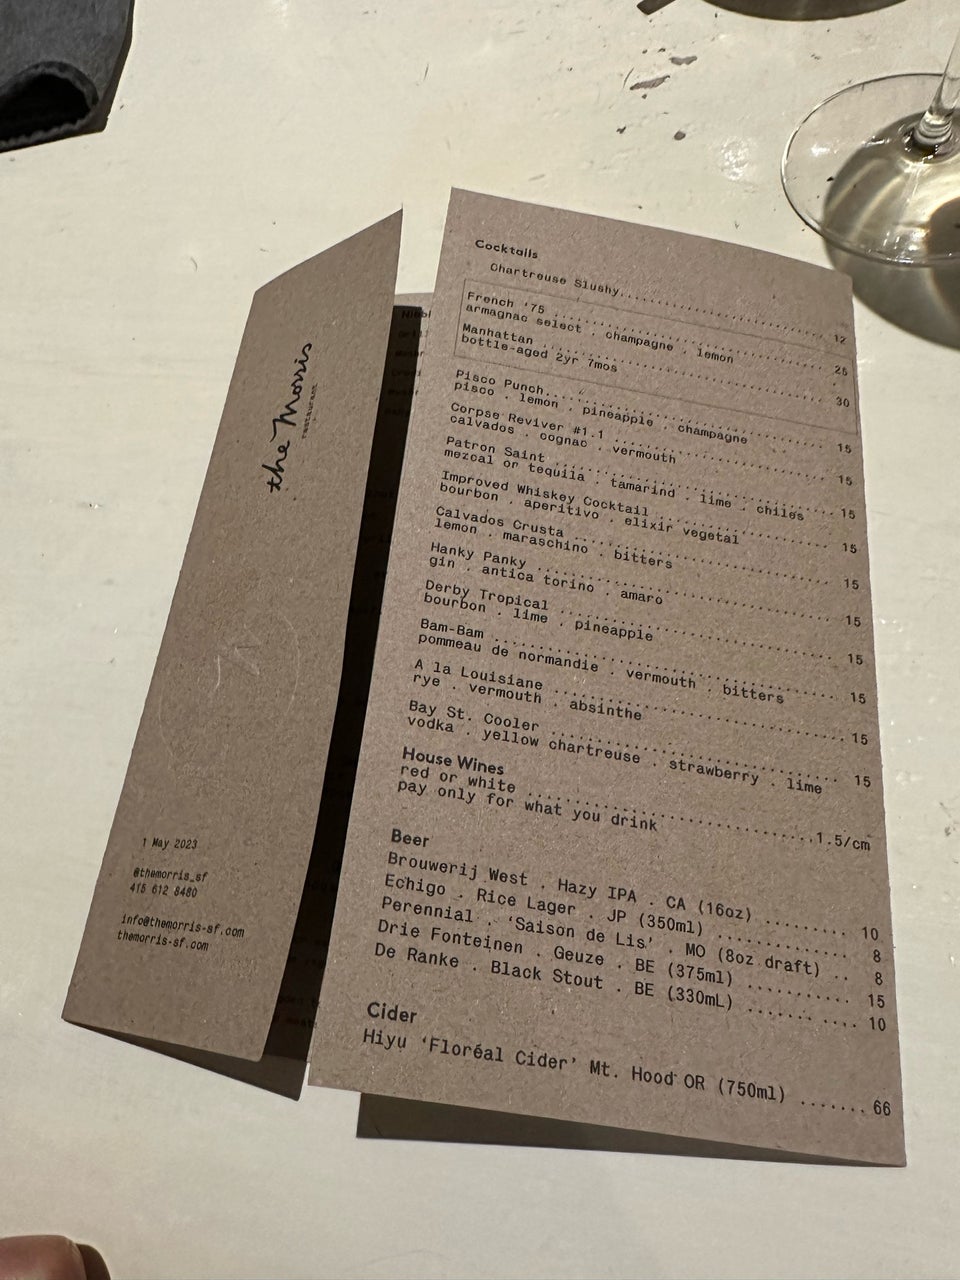 the Morris
restaurant
1 May 2023
@themorris_sf
415 612 8480
info@themorris-sf.com
themorris-sf.com
Cocktails
Chartreuse Slushy.............................. 12
French '75 .............................. 25
armagnac select . champagne . lemon
Manhattan .............................. 30
bottle-aged 2yr 7mos
Pisco Punch.............................. 15
pisco . lemon . pineapple . champagne
Corpse Reviver #1.1 .............................. 15
calvados . cognac . vermouth
Patron Saint .............................. 15
mezcal or tequila . tamarind . lime . chiles
Improved Whiskey Cocktail .............................. 15
bourbon . aperitivo . elixir vegetal
Calvados Crusta .............................. 15
lemon . maraschino . bitters
Hanky Panky .............................. 15
gin . antica torino . amaro
Derby Tropical .............................. 15
bourbon . lime . pineapple
Bam-Bam .............................. 15
pommeau de normandie . vermouth . bitters
A la Louisiane .............................. 15
rye . vermouth . absinthe
Bay St. Cooler .............................. 15
vodka . yellow chartreuse . strawberry . lime
House Wines
red or white ..............................1.5/cm
pay only for what you drink
Beer
Brouwerij West . Hazy IPA . CA (16oz) .......... 10
Echigo . Rice Lager . JP (350ml) ............ 8
Perennial . 'Saison de Lis' . MO (8oz draft) .. 8
Drie Fonteinen . Geuze . BE (375ml) ........... 15
De Ranke . Black Stout . BE (330mL) ........... 10
Cider
Hiyu 'Floréal Cider' Mt. Hood OR (750ml) ....... 66